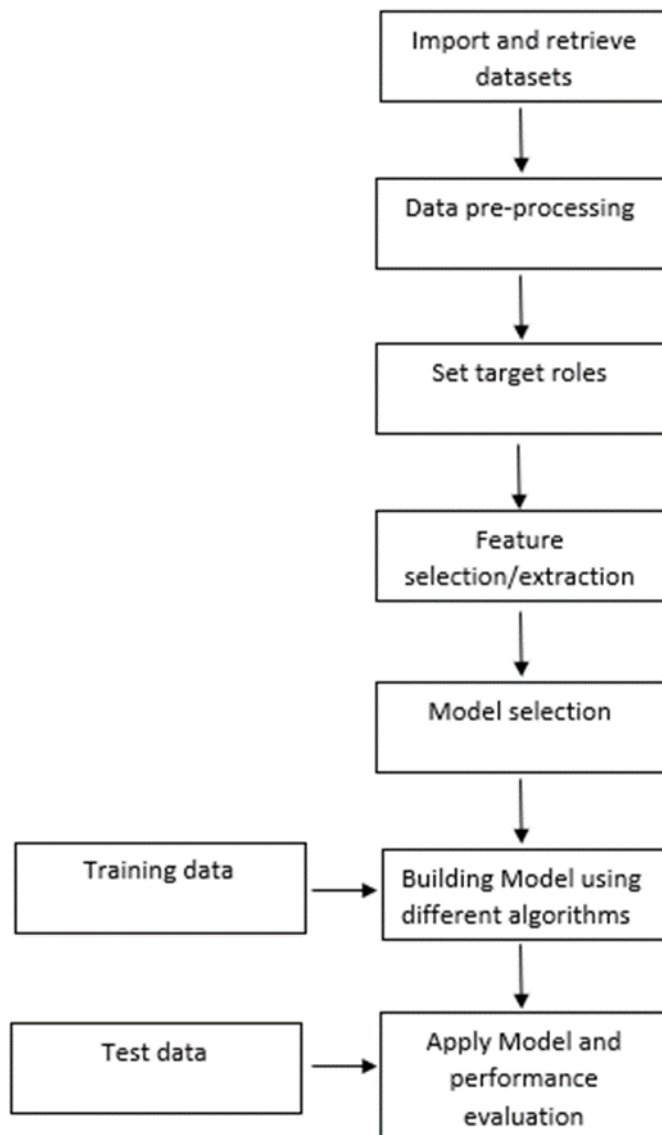 Import and retrieve
datasets
Data pre-processing
Set target roles
Feature
selection/extraction
Model selection
Training data
Building Model using
different algorithms
Test data
Apply Model and
performance
evaluation